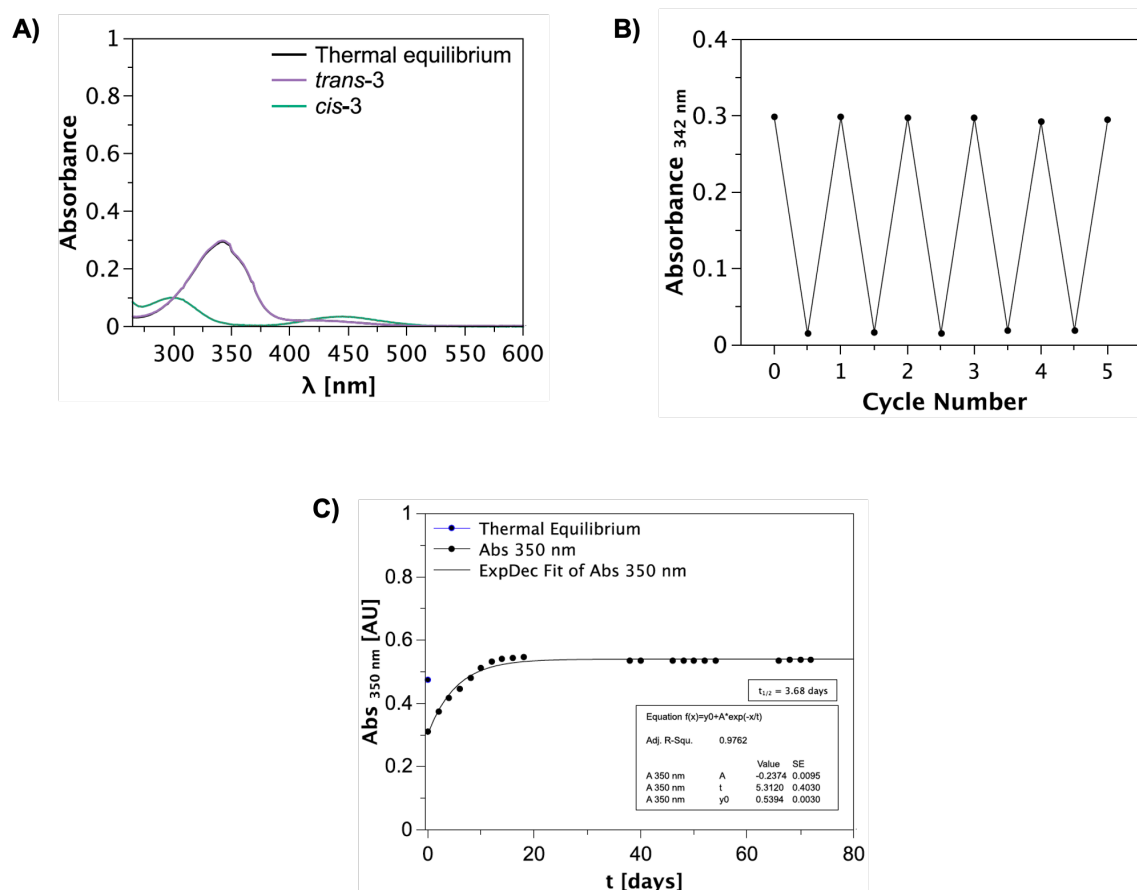 A)
Absorbance
1
0.8
0.6
0.4
0.2
0
Thermal equilibrium
trans-3
cis-3
300 350 400 450 500 550 600
λ [nm]
B)
Absorbance 342 nm
0.4
0.3
0.2
0.1
0
0 1 2 3 4 5
Cycle Number
C)
Abs 350 nm [AU]
1
0.8
0.6
0.4
0.2
0
Thermal Equilibrium
Abs 350 nm
ExpDec Fit of Abs 350 nm
t1/2 = 3.68 days
Equation f(x)=y0+A*exp(-x/t)
Adj. R-Squ. 0.9762
Value SE
A 350 nm A -0.2374 0.0095
A 350 nm t 5.3120 0.4030
A 350 nm y0 0.5394 0.0030
0 20 40 60 80
t [days]